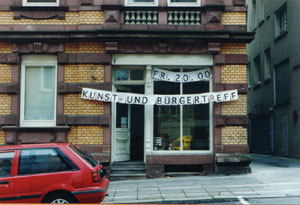 FR. 20.00
KUNST- UND BÜRGERTREFF